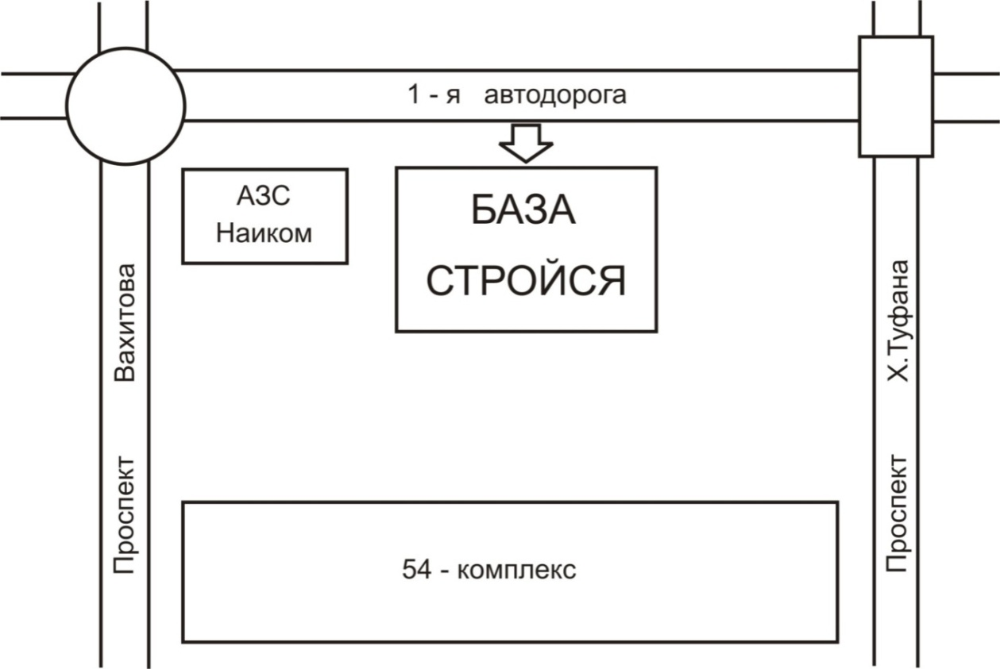 1 - я автодорога
АЗС
Наиком
БАЗА
СТРОЙСЯ
Проспект Вахитова
Проспект Х.Туфана
54 - комплекс